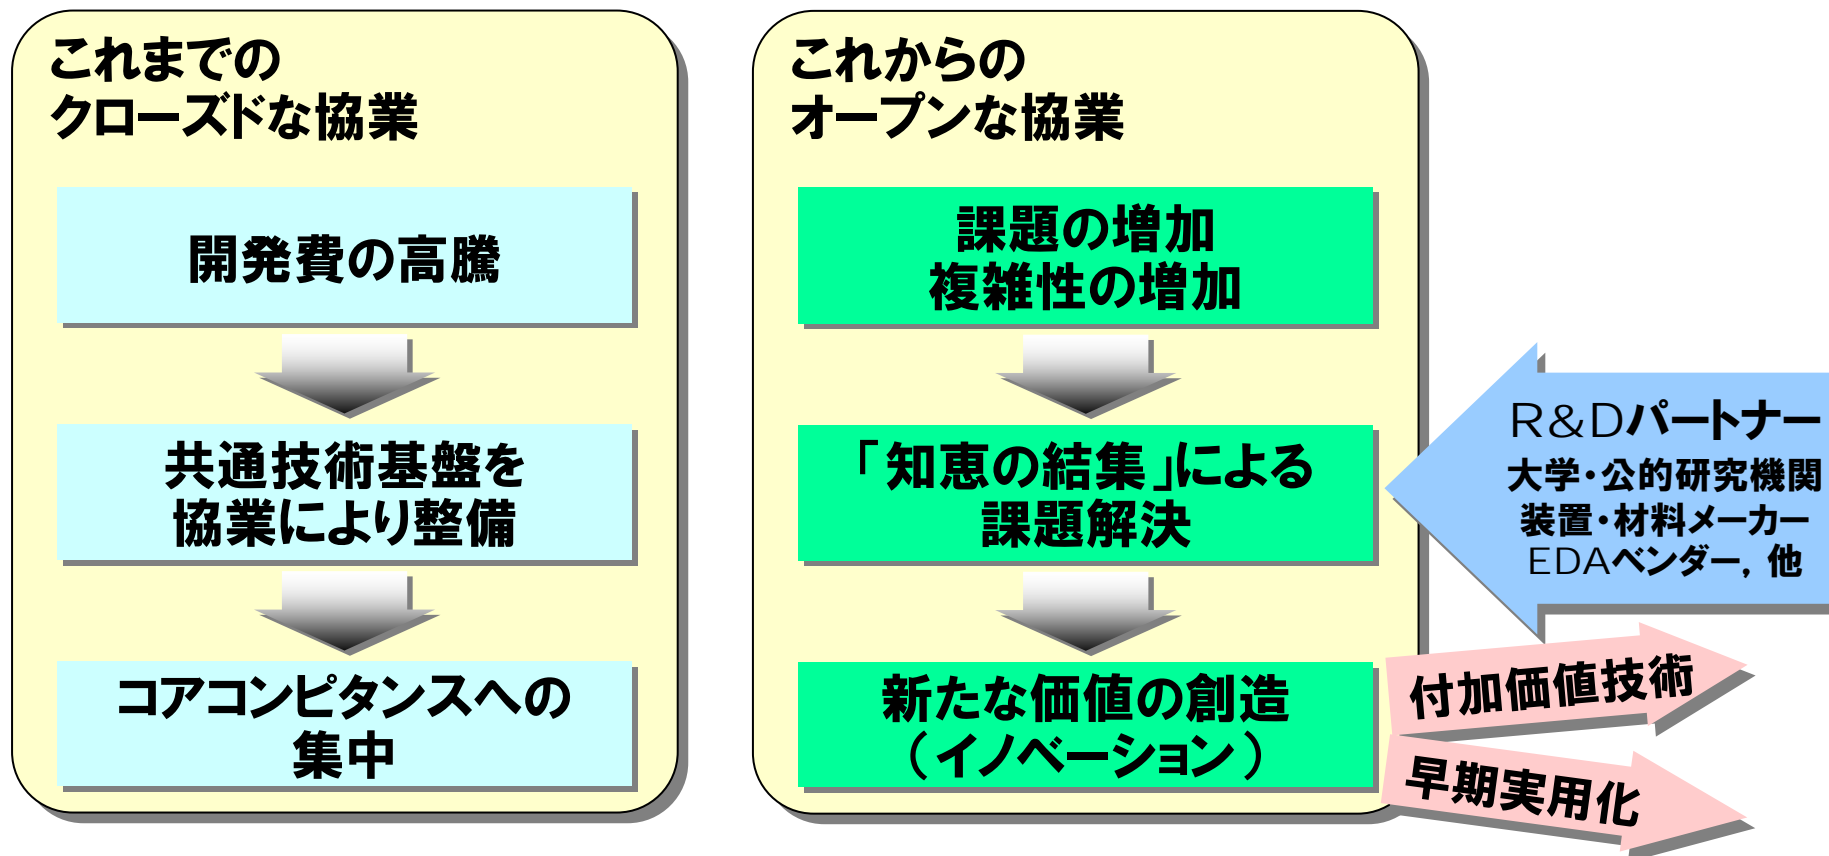 これまでの
クローズドな協業
開発費の高騰
共通技術基盤を
協業により整備
コアコンピタンスへの
集中
これからの
オープンな協業
課題の増加
複雑性の増加
「知恵の結集」による
課題解決
新たな価値の創造
(イノベーション)
R&Dパートナー
大学・公的研究機関
装置・材料メーカー
EDAベンダー, 他
付加価値技術
早期実用化